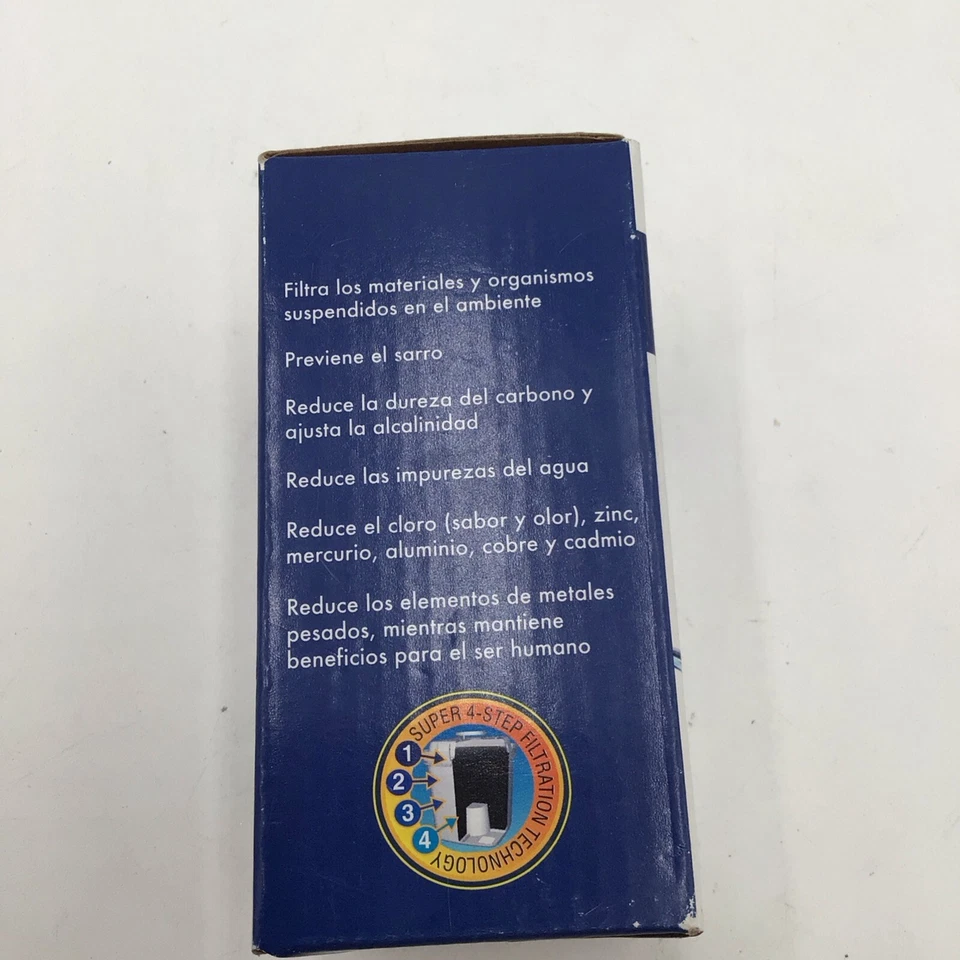 Filtra los materiales y organismos
suspendidos en el ambiente
Previene el sarro
Reduce la dureza del carbono y
ajusta la alcalinidad
Reduce las impurezas del agua
Reduce el cloro (sabor y olor), zinc,
mercurio, aluminio, cobre y cadmio
Reduce los elementos de metales
pesados, mientras mantiene
beneficios para el ser humano
SUPER 4-STEP FILTRATION TECHNOLOGY
1
2
3
4